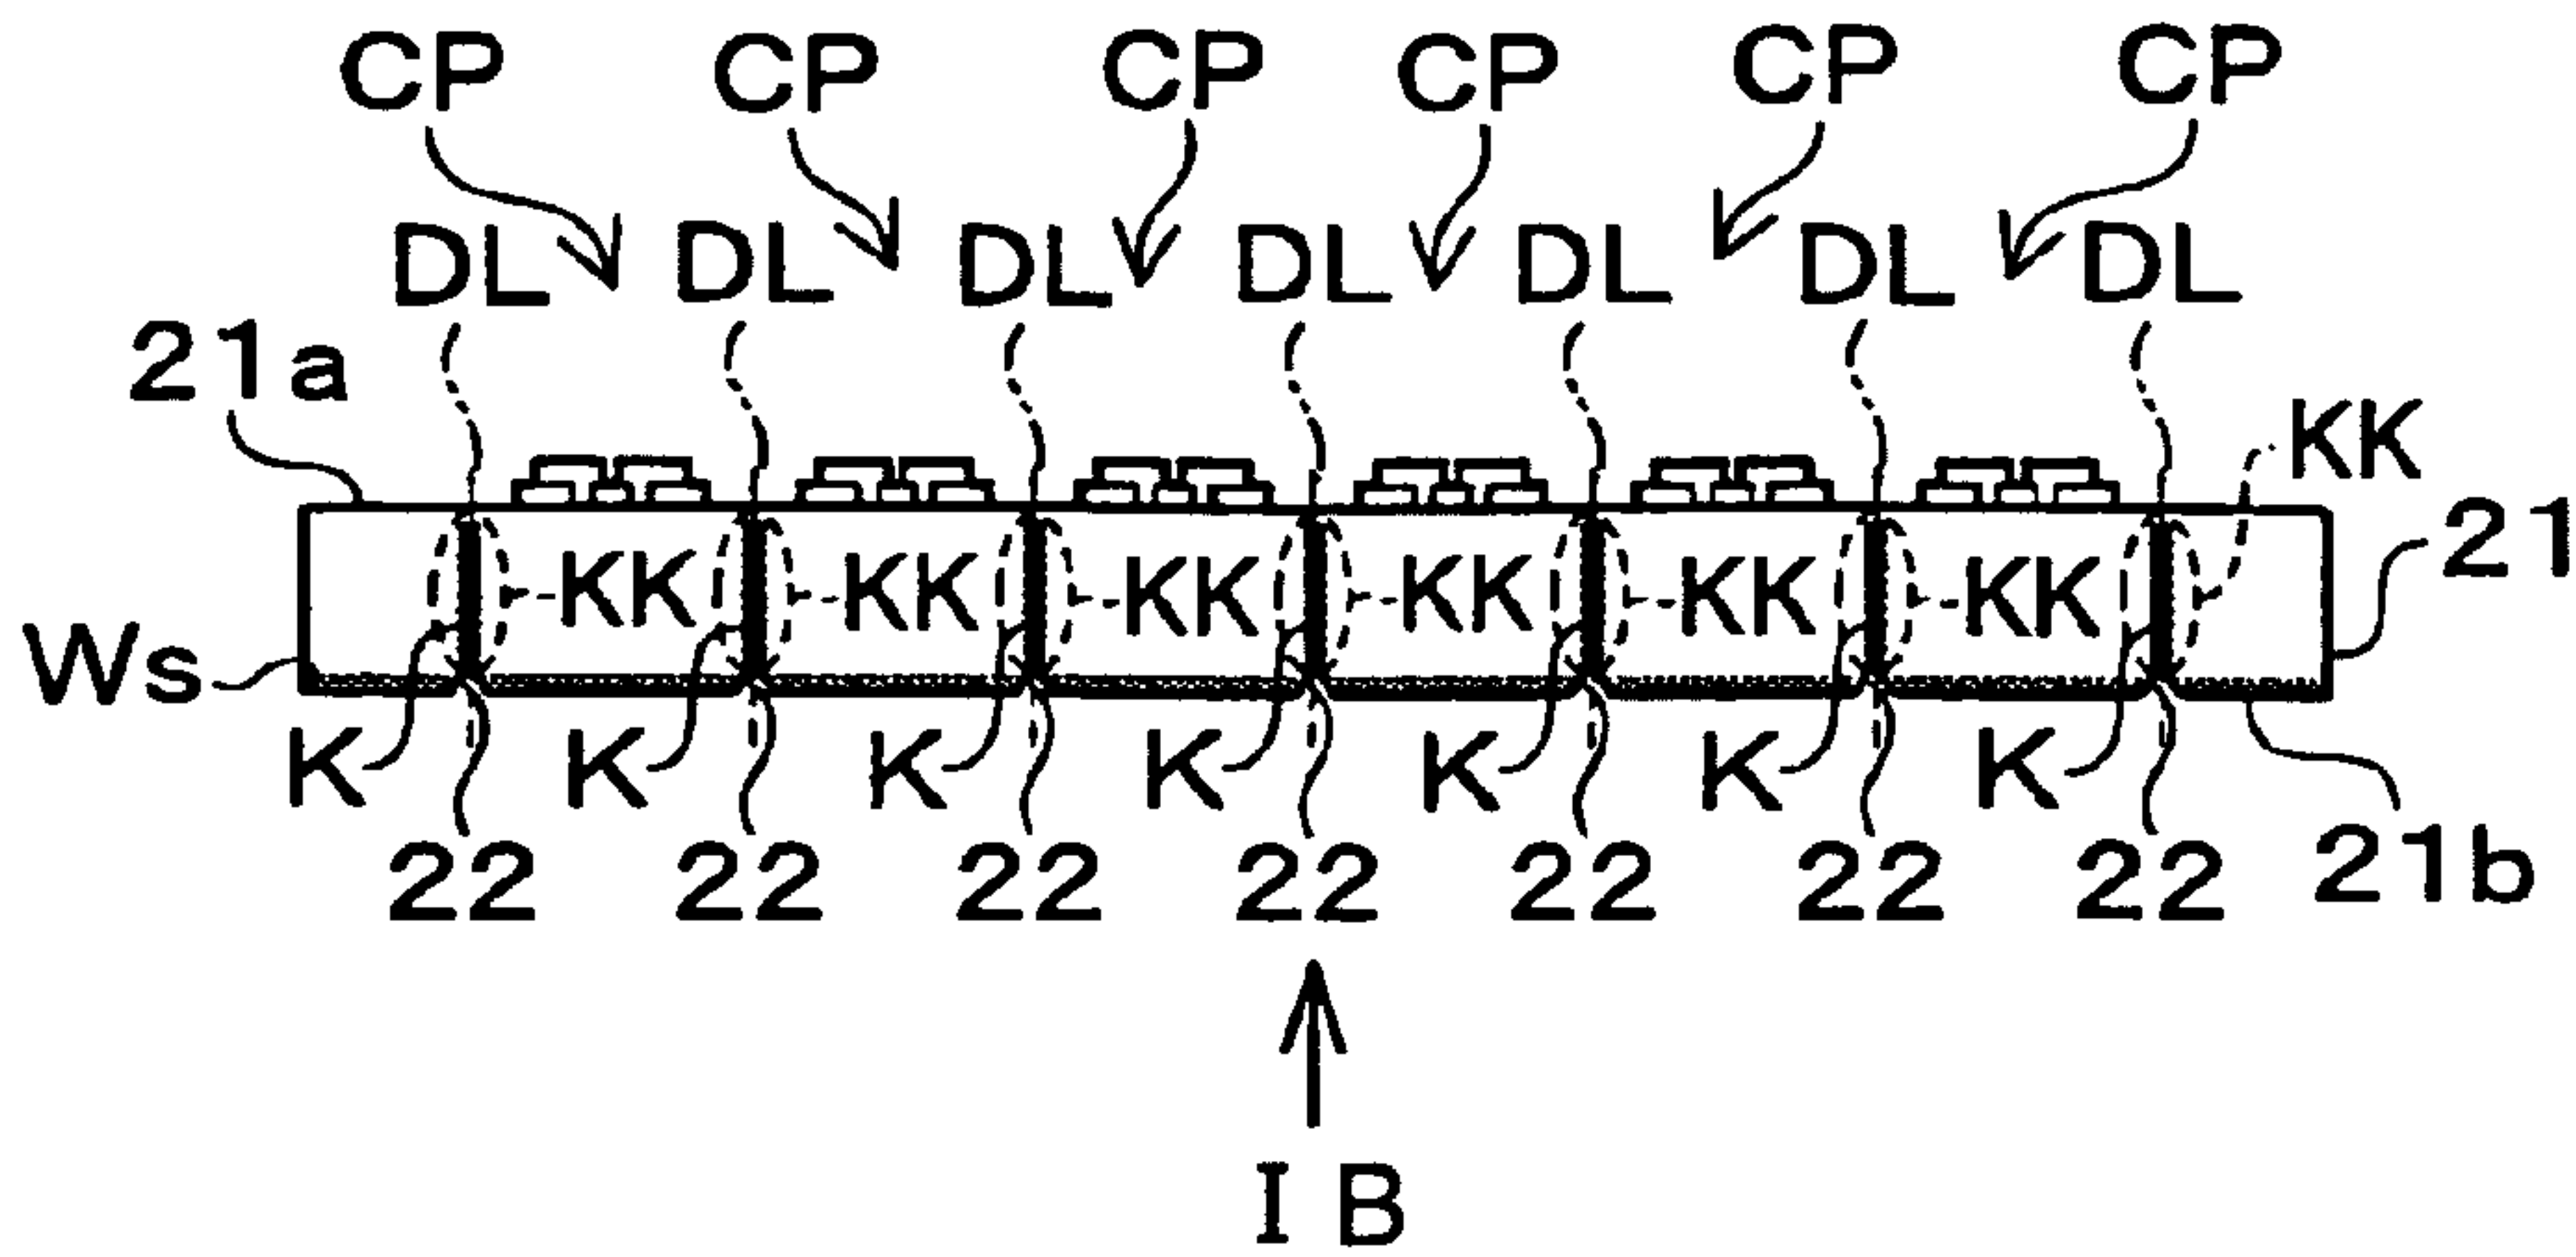 CP CP CP CP CP CP
DL DL DL DL DL DL DL
21a
KK
21
KK KK KK KK KK KK
Ws
K K K K K K K
22 22 22 22 22 22 22
21b
I B